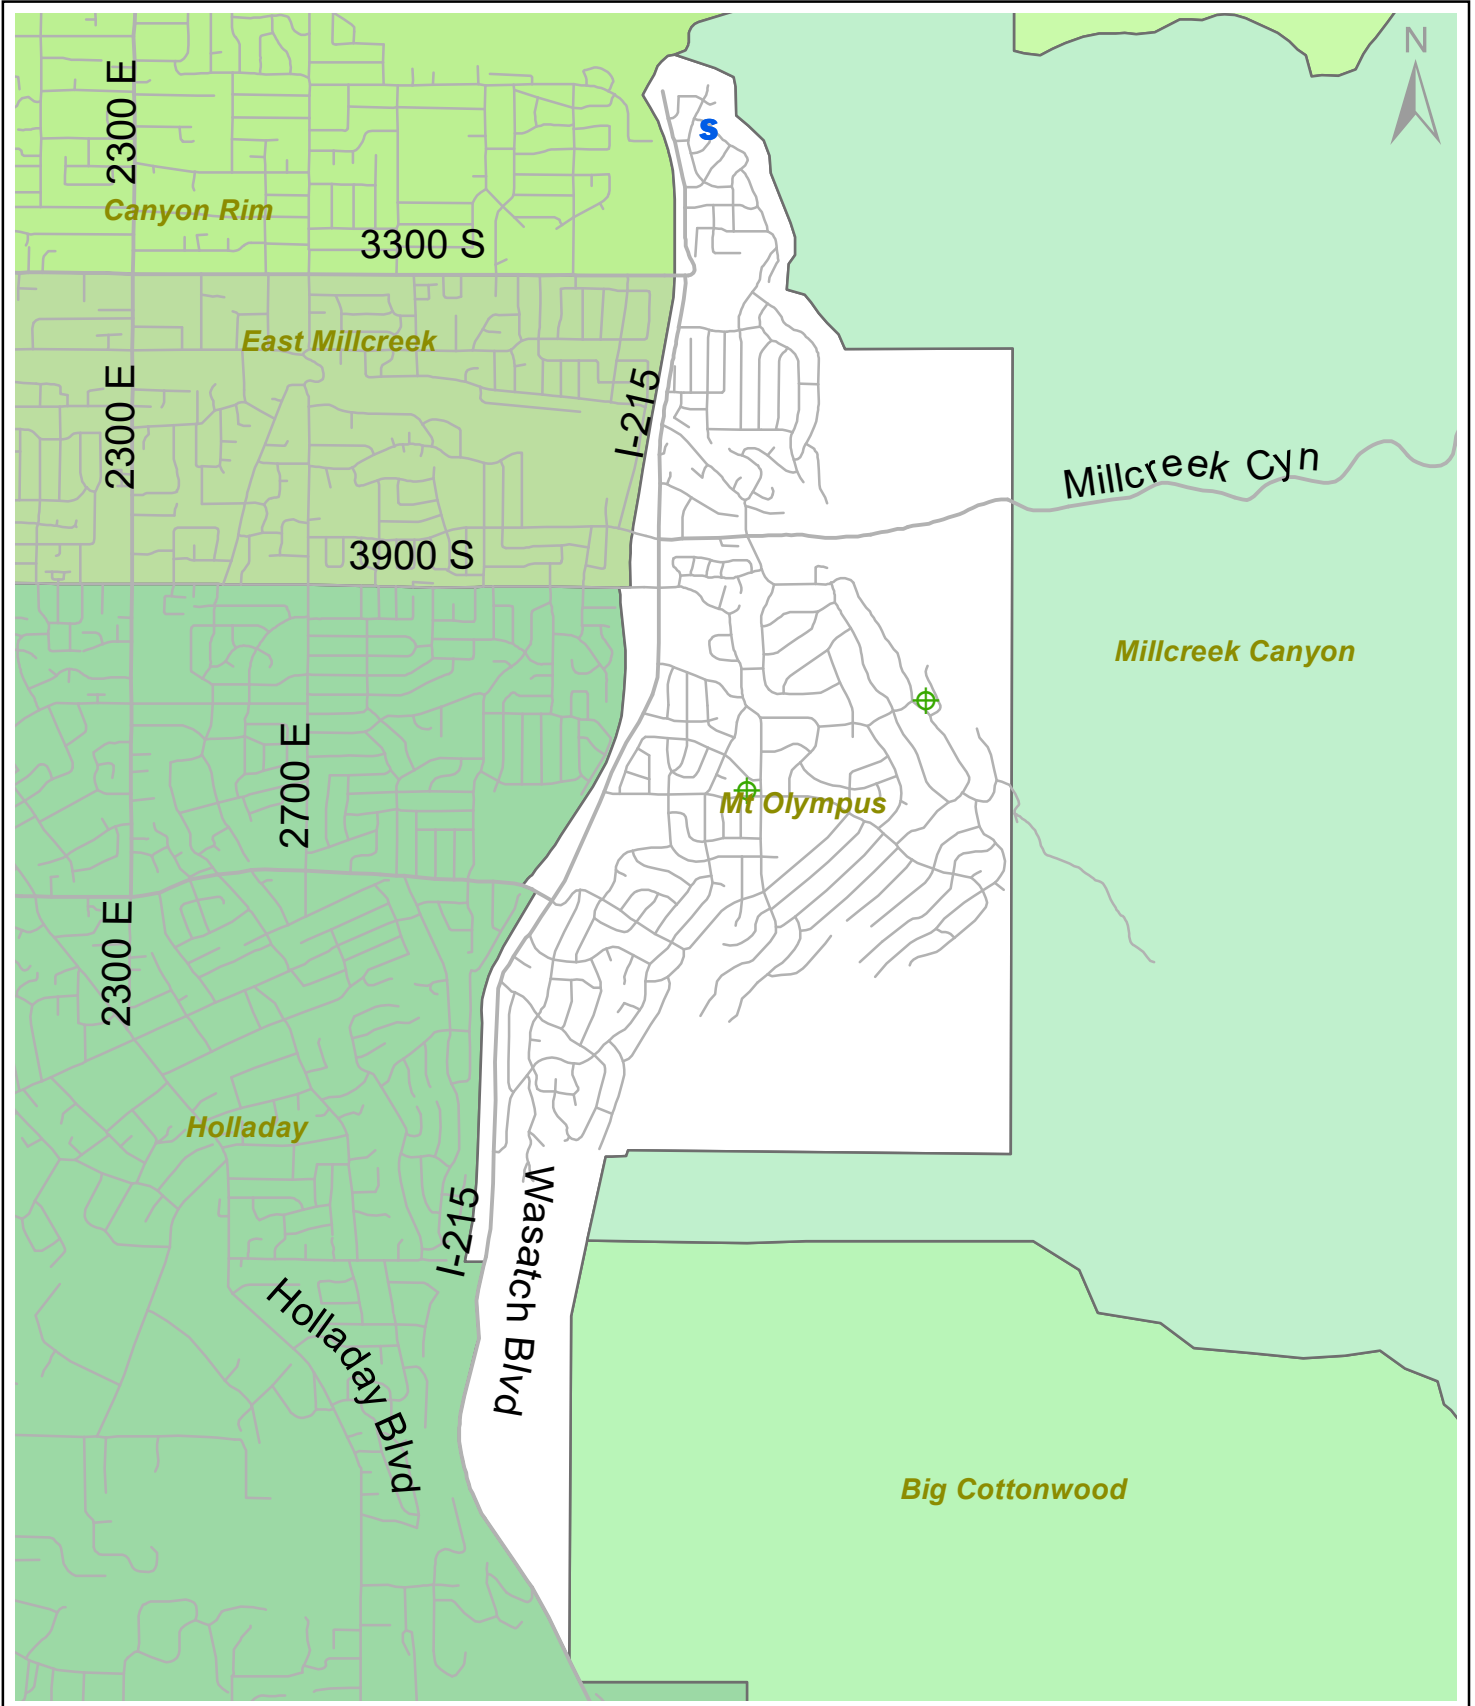 N
2300 E
S
Canyon Rim
3300 S
East Millcreek
2300 E
I-215
Millcreek Cyn
3900 S
Millcreek Canyon
2700 E
Mt Olympus
2300 E
Holladay
I-215
Wasatch Blvd
Holladay Blvd
Big Cottonwood